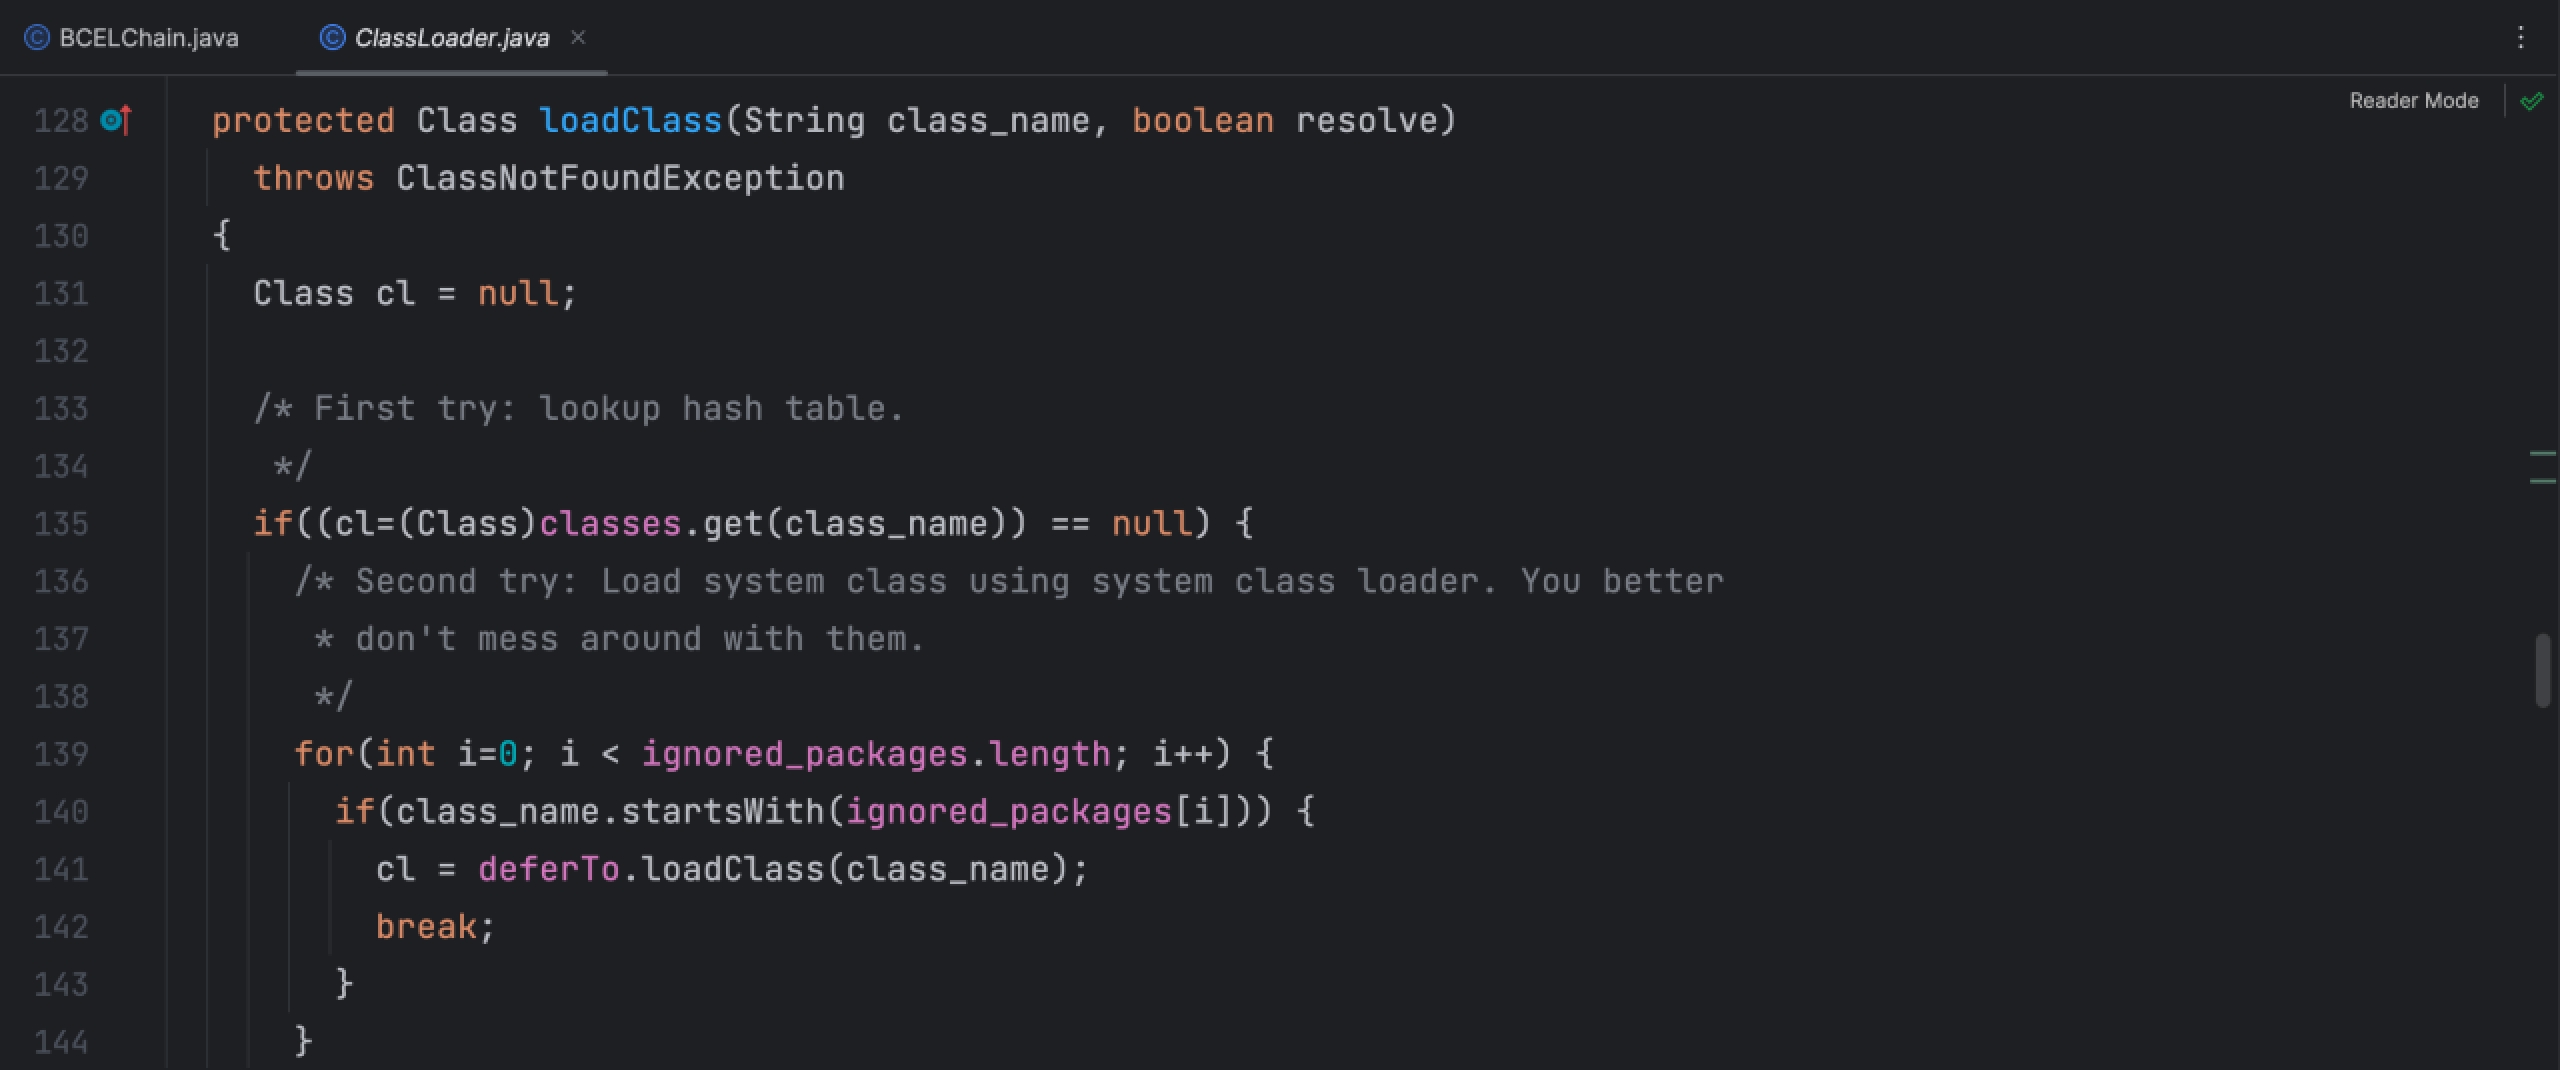 BCELChain.java
ClassLoader.java
Reader Mode
128 protected Class loadClass(String class_name, boolean resolve)
129 throws ClassNotFoundException
130 {
131 Class cl = null;
132
133 /* First try: lookup hash table.
134 */
135 if((cl=(Class)classes.get(class_name)) == null) {
136 /* Second try: Load system class using system class loader. You better
137 * don't mess around with them.
138 */
139 for(int i=0; i < ignored_packages.length; i++) {
140 if(class_name.startsWith(ignored_packages[i])) {
141 cl = deferTo.loadClass(class_name);
142 break;
143 }
144 }